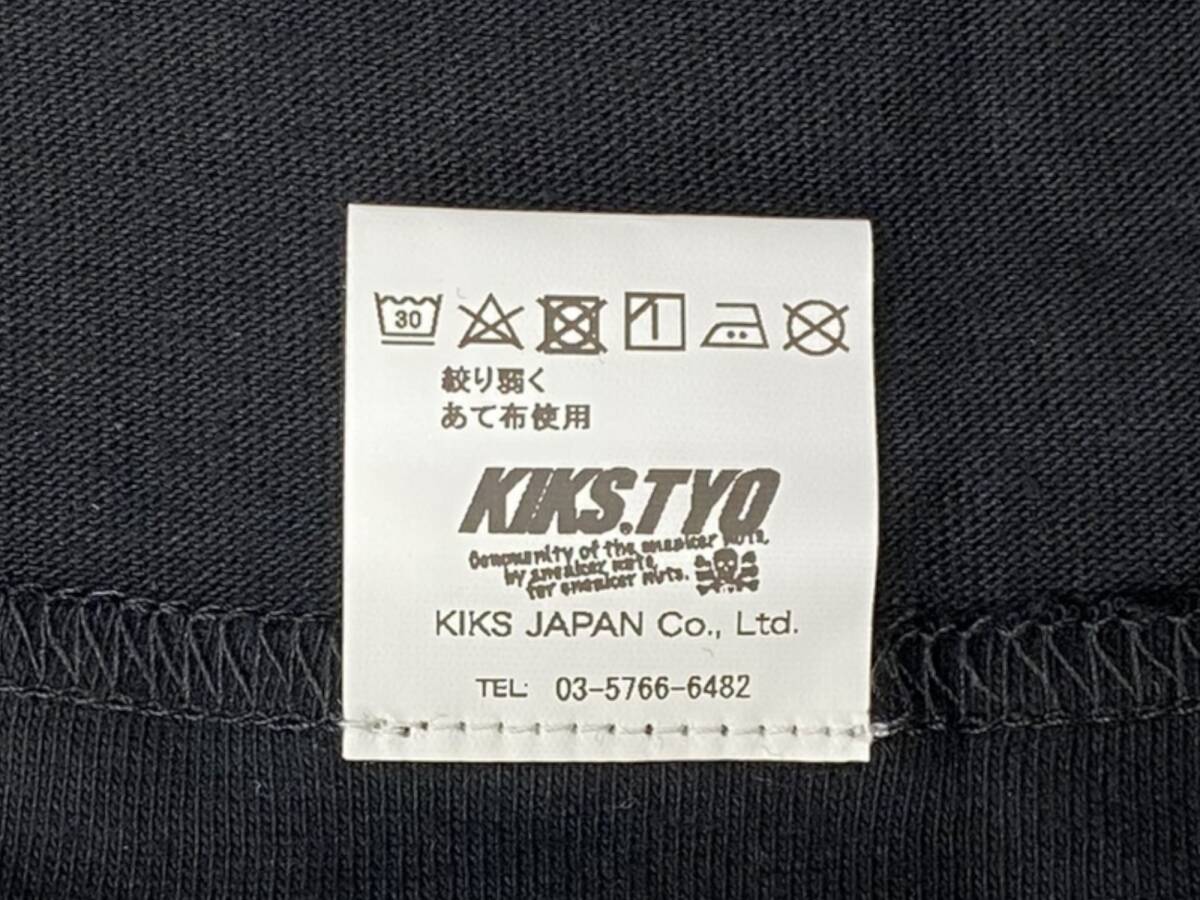 30
絞り弱く
あて布使用
KIKS.TYO
Community of the sneaker nuts,
by sneaker nuts,
for sneaker nuts.
KIKS JAPAN Co., Ltd.
TEL: 03-5766-6482